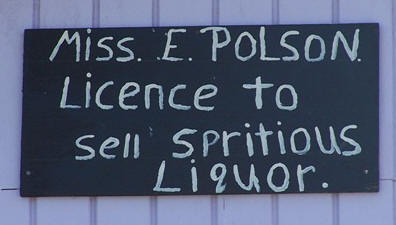 Miss. E. POLSON.
Licence to
sell spritious
Liquor.